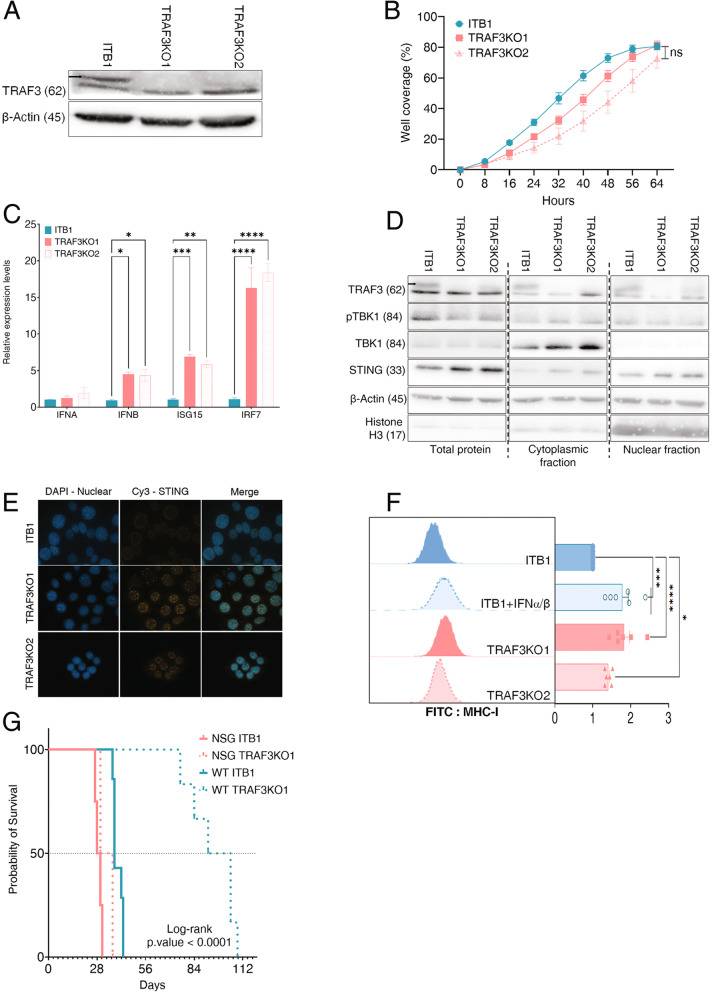 A
ITB1
TRAF3KO1
TRAF3KO2
TRAF3 (62)
β-Actin (45)
B
ITB1
TRAF3KO1
TRAF3KO2
Well coverage (%)
100
80
60
40
20
0
ns
0 8 16 24 32 40 48 56 64
Hours
C
ITB1
TRAF3KO1
TRAF3KO2
Relative expression levels
25
20
15
10
5
0
* ** ****
* *** ****
IFNA IFNB ISG15 IRF7
D
ITB1 TRAF3KO1 TRAF3KO2 ITB1 TRAF3KO1 TRAF3KO2 ITB1 TRAF3KO1 TRAF3KO2
TRAF3 (62)
pTBK1 (84)
TBK1 (84)
STING (33)
β-Actin (45)
Histone
H3 (17)
Total protein Cytoplasmic Nuclear fraction
fraction
E
DAPI - Nuclear Cy3 - STING Merge
ITB1
TRAF3KO1
TRAF3KO2
F
ITB1
ITB1+IFNα/β
TRAF3KO1
TRAF3KO2
FITC : MHC-I
0 1 2 3
***
****
*
G
NSG ITB1
NSG TRAF3KO1
WT ITB1
WT TRAF3KO1
Probability of Survival
100
50
0
Log-rank
p.value < 0.0001
0 28 56 84 112
Days